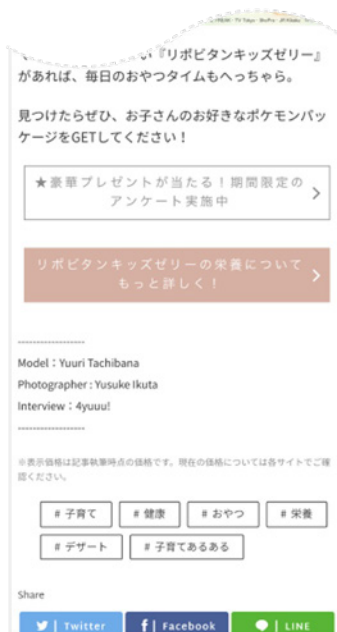 い『リポビタンキッズゼリー』
があれば、毎日のおやつタイムもへっちゃら。
見つけたらぜひ、お子さんのお好きなポケモンパッ
ケージをGETしてください！
★豪華プレゼントが当たる！期間限定の
アンケート実施中
リポビタンキッズゼリーの栄養について
もっと詳しく！
------------------
Model：Yuuri Tachibana
Photographer : Yusuke Ikuta
Interview：4yuuu!
------------------
※表示価格は記事執筆時点の価格です。現在の価格については各サイトでご確
認ください。
# 子育て # 健康 # おやつ # 栄養
# デザート # 子育てあるある
Share
Twitter Facebook LINE